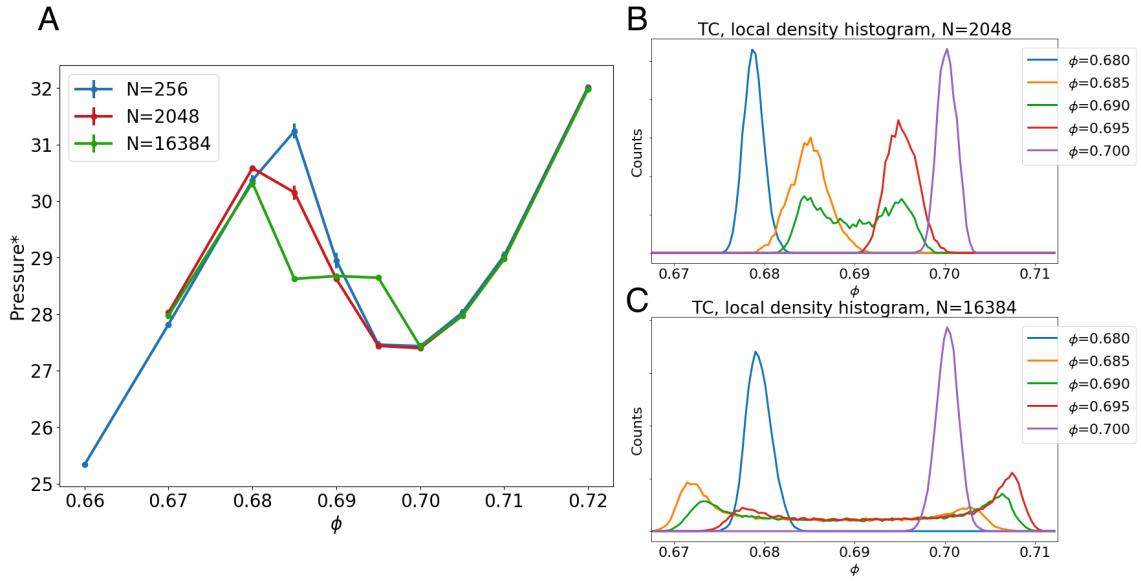 A
Pressure*
32
31
30
29
28
27
26
25
N=256
N=2048
N=16384
0.66 0.67 0.68 0.69 0.70 0.71 0.72
ϕ
B
TC, local density histogram, N=2048
Counts
ϕ=0.680
ϕ=0.685
ϕ=0.690
ϕ=0.695
ϕ=0.700
0.67 0.68 0.69 0.70 0.71
ϕ
C
TC, local density histogram, N=16384
Counts
ϕ=0.680
ϕ=0.685
ϕ=0.690
ϕ=0.695
ϕ=0.700
0.67 0.68 0.69 0.70 0.71
ϕ